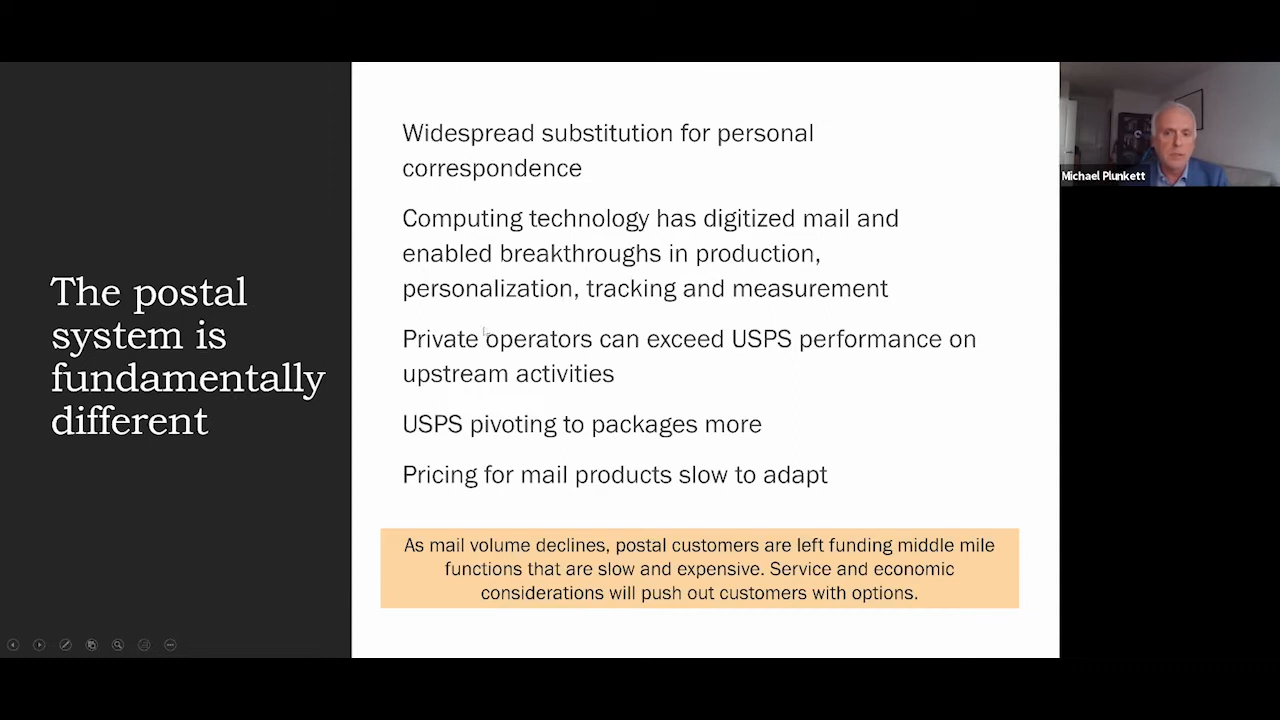 The postal
system is
fundamentally
different
Widespread substitution for personal
correspondence
Computing technology has digitized mail and
enabled breakthroughs in production,
personalization, tracking and measurement
Private operators can exceed USPS performance on
upstream activities
USPS pivoting to packages more
Pricing for mail products slow to adapt
As mail volume declines, postal customers are left funding middle mile
functions that are slow and expensive. Service and economic
considerations will push out customers with options.
Michael Plunkett